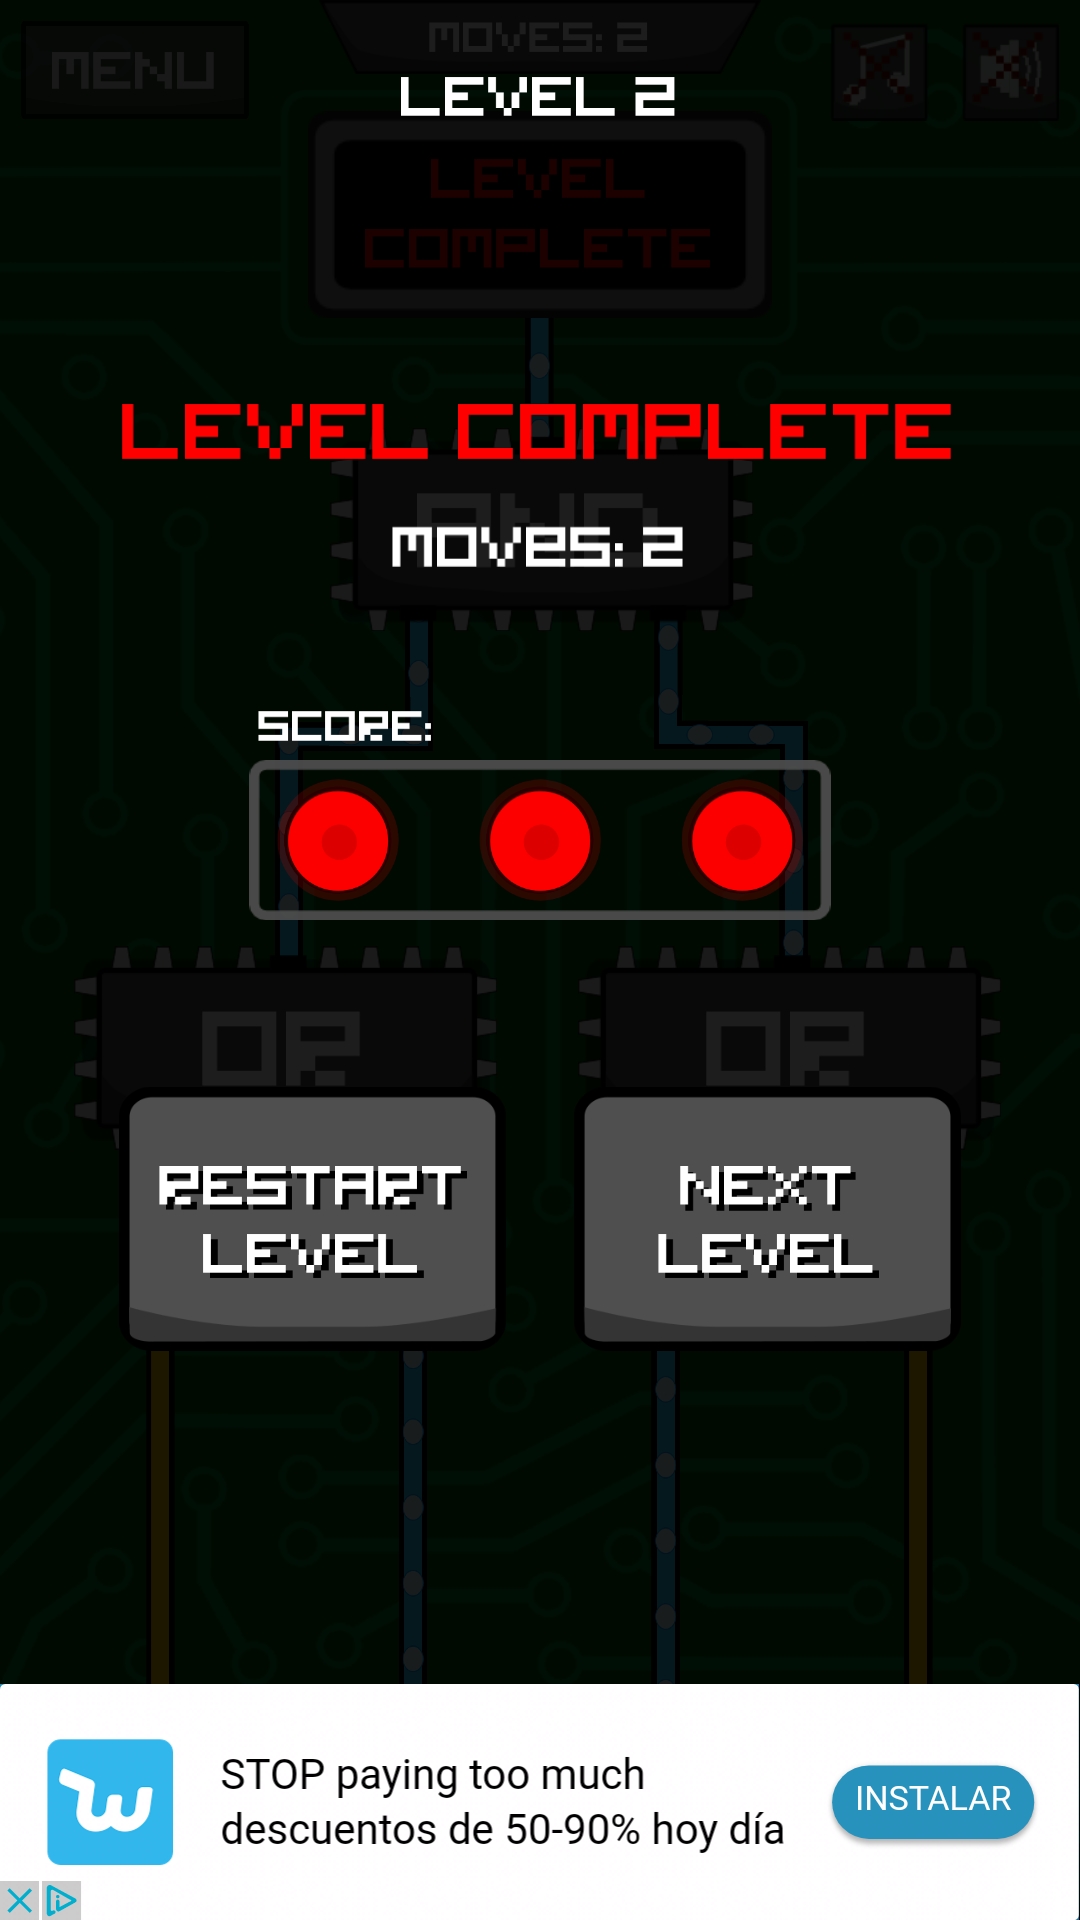 MOVES: 2
MENU
LEVEL 2
LEVEL
COMPLETE
LEVEL COMPLETE
AND
MOVES: 2
SCORE:
OR
OR
RESTART
LEVEL
NEXT
LEVEL
STOP paying too much
descuentos de 50-90% hoy día
INSTALAR